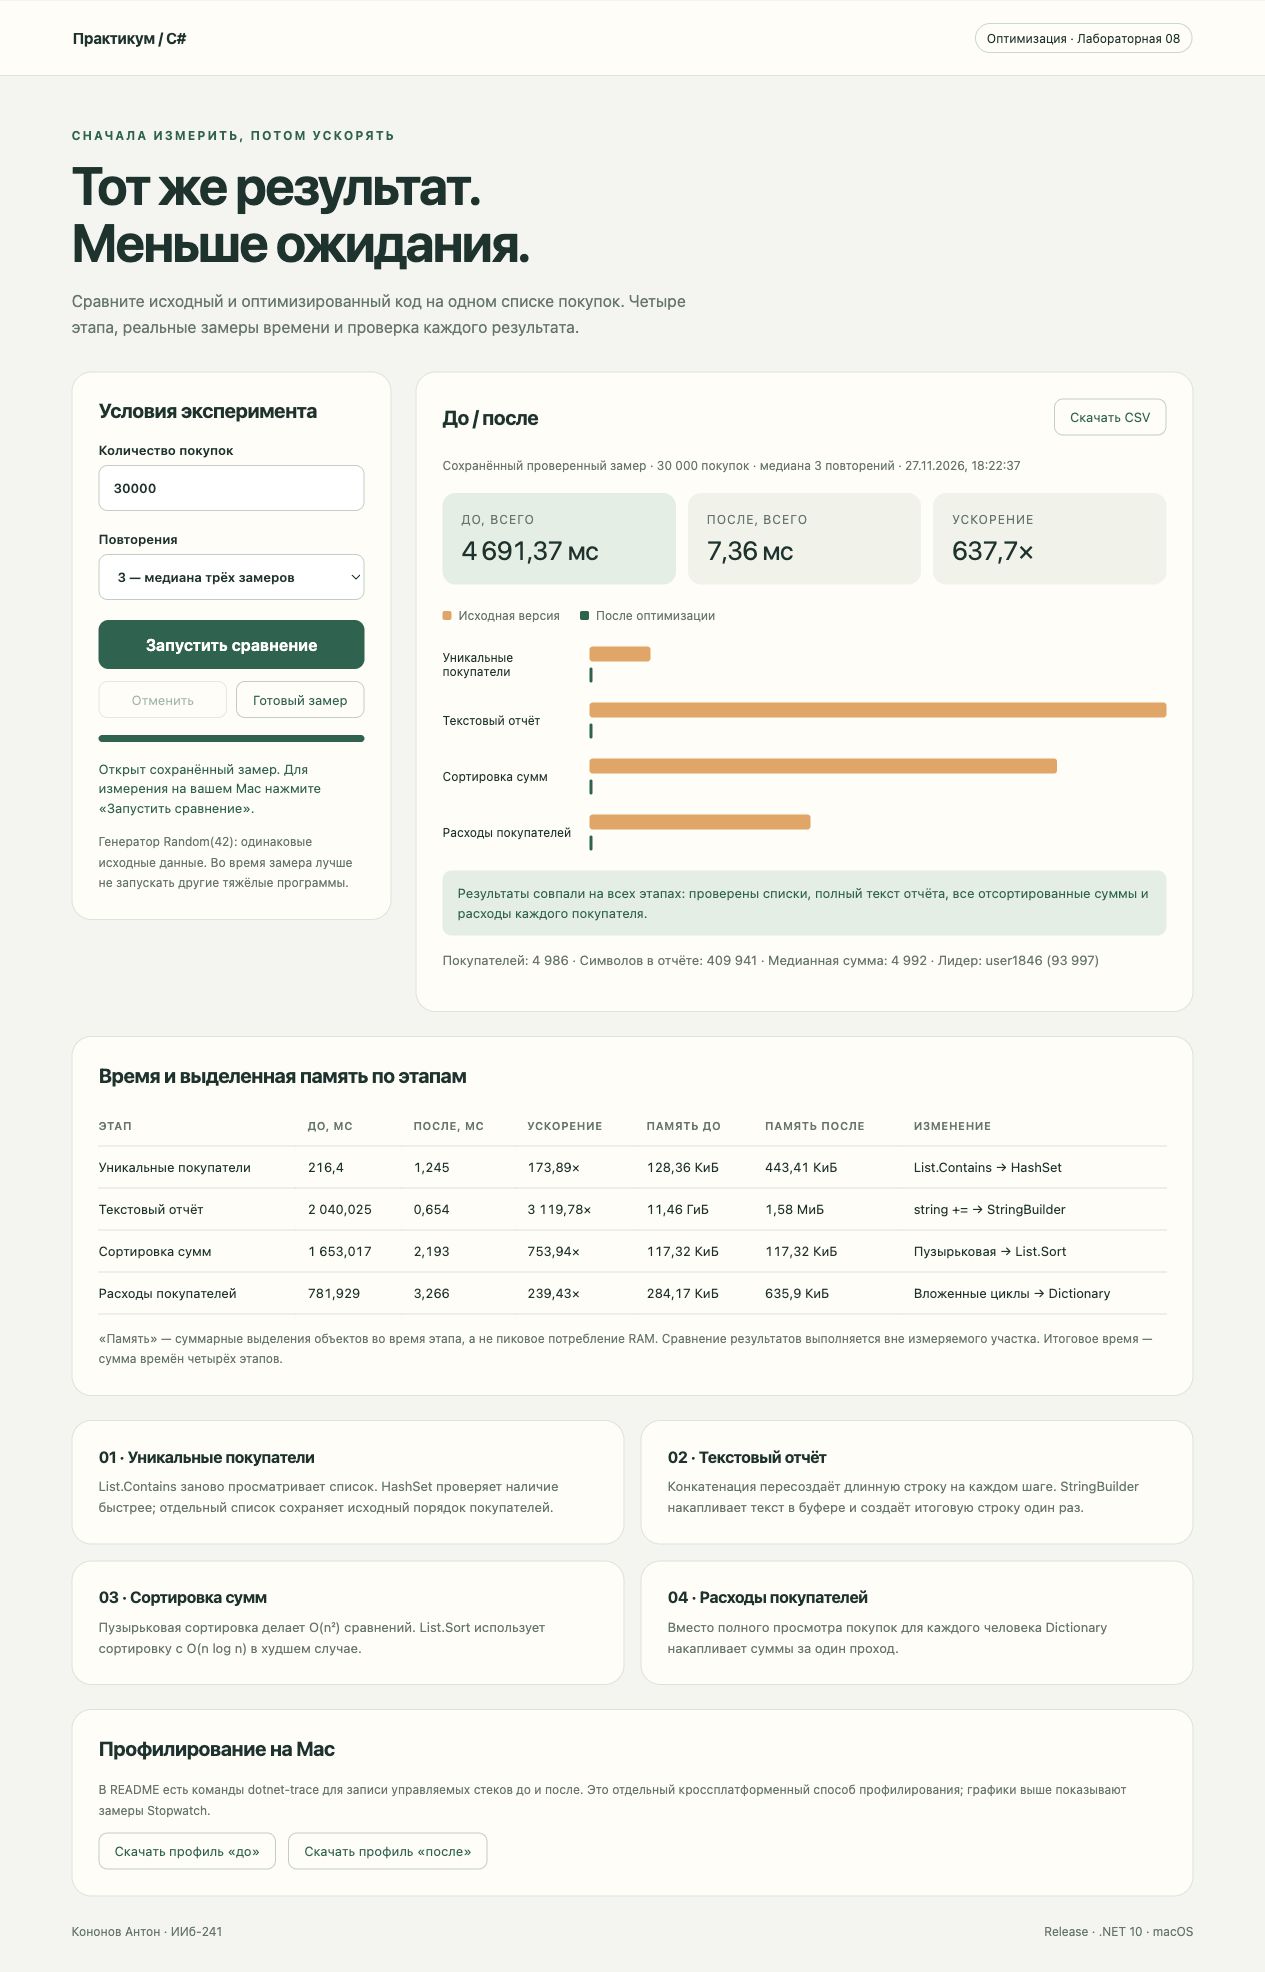 Практикум / C#
Оптимизация · Лабораторная 08
СНАЧАЛА ИЗМЕРИТЬ, ПОТОМ УСКОРЯТЬ
Тот же результат.
Меньше ожидания.
Сравните исходный и оптимизированный код на одном списке покупок. Четыре
этапа, реальные замеры времени и проверка каждого результата.
Условия эксперимента
Количество покупок
30000
Повторения
3 — медиана трёх замеров
Запустить сравнение
Отменить
Готовый замер
Открыт сохранённый замер. Для
измерения на вашем Mac нажмите
«Запустить сравнение».
Генератор Random(42): одинаковые
исходные данные. Во время замера лучше
не запускать другие тяжёлые программы.
До / после
Скачать CSV
Сохранённый проверенный замер · 30 000 покупок · медиана 3 повторений · 27.11.2026, 18:22:37
ДО, ВСЕГО
4 691,37 мс
ПОСЛЕ, ВСЕГО
7,36 мс
УСКОРЕНИЕ
637,7×
Исходная версия
После оптимизации
Уникальные
покупатели
Текстовый отчёт
Сортировка сумм
Расходы покупателей
Результаты совпали на всех этапах: проверены списки, полный текст отчёта, все отсортированные суммы и
расходы каждого покупателя.
Покупателей: 4 986 · Символов в отчёте: 409 941 · Медианная сумма: 4 992 · Лидер: user1846 (93 997)
Время и выделенная память по этапам
ЭТАП ДО, МС ПОСЛЕ, МС УСКОРЕНИЕ ПАМЯТЬ ДО ПАМЯТЬ ПОСЛЕ ИЗМЕНЕНИЕ
Уникальные покупатели 216,4 1,245 173,89× 128,36 КиБ 443,41 КиБ List.Contains → HashSet
Текстовый отчёт 2 040,025 0,654 3 119,78× 11,46 ГиБ 1,58 МиБ string += → StringBuilder
Сортировка сумм 1 653,017 2,193 753,94× 117,32 КиБ 117,32 КиБ Пузырьковая → List.Sort
Расходы покупателей 781,929 3,266 239,43× 284,17 КиБ 635,9 КиБ Вложенные циклы → Dictionary
«Память» — суммарные выделения объектов во время этапа, а не пиковое потребление RAM. Сравнение результатов выполняется вне измеряемого участка. Итоговое время —
сумма времён четырёх этапов.
01 · Уникальные покупатели
List.Contains заново просматривает список. HashSet проверяет наличие
быстрее; отдельный список сохраняет исходный порядок покупателей.
02 · Текстовый отчёт
Конкатенация пересоздаёт длинную строку на каждом шаге. StringBuilder
накапливает текст в буфере и создаёт итоговую строку один раз.
03 · Сортировка сумм
Пузырьковая сортировка делает O(n²) сравнений. List.Sort использует
сортировку с O(n log n) в худшем случае.
04 · Расходы покупателей
Вместо полного просмотра покупок для каждого человека Dictionary
накапливает суммы за один проход.
Профилирование на Mac
В README есть команды dotnet-trace для записи управляемых стеков до и после. Это отдельный кроссплатформенный способ профилирования; графики выше показывают
замеры Stopwatch.
Скачать профиль «до»
Скачать профиль «после»
Кононов Антон · ИИб-241
Release · .NET 10 · macOS